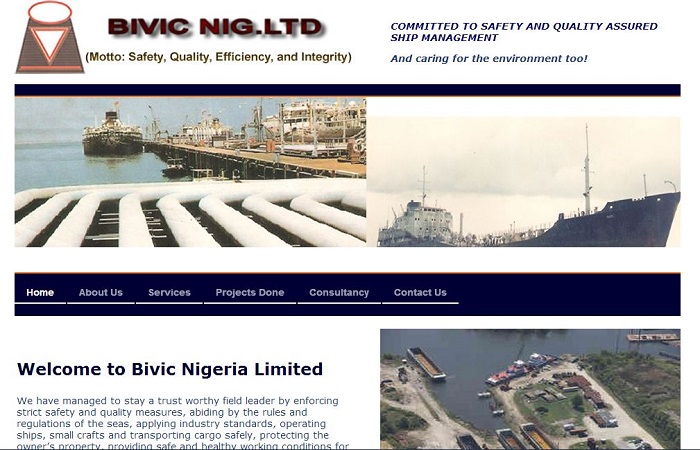 BIVIC NIG.LTD
(Motto: Safety, Quality, Efficiency, and Integrity)
COMMITTED TO SAFETY AND QUALITY ASSURED
SHIP MANAGEMENT
And caring for the environment too!
Home About Us Services Projects Done Consultancy Contact Us
Welcome to Bivic Nigeria Limited
We have managed to stay a trust worthy field leader by enforcing
strict safety and quality measures, abiding by the rules and
regulations of the seas, applying industry standards, operating
ships, small crafts and transporting cargo safely, protecting the
owner's property, providing safe and healthy working conditions for